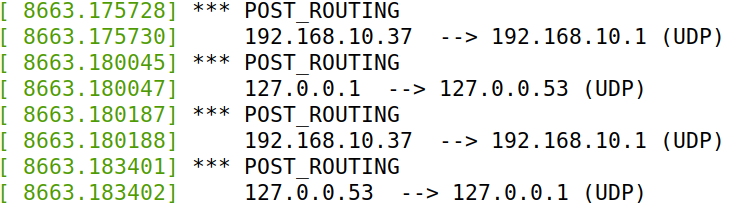 [ 8663.175728] *** POST_ROUTING
[ 8663.175730]     192.168.10.37  --> 192.168.10.1 (UDP)
[ 8663.180045] *** POST_ROUTING
[ 8663.180047]     127.0.0.1  --> 127.0.0.53 (UDP)
[ 8663.180187] *** POST_ROUTING
[ 8663.180188]     192.168.10.37  --> 192.168.10.1 (UDP)
[ 8663.183401] *** POST_ROUTING
[ 8663.183402]     127.0.0.53  --> 127.0.0.1 (UDP)